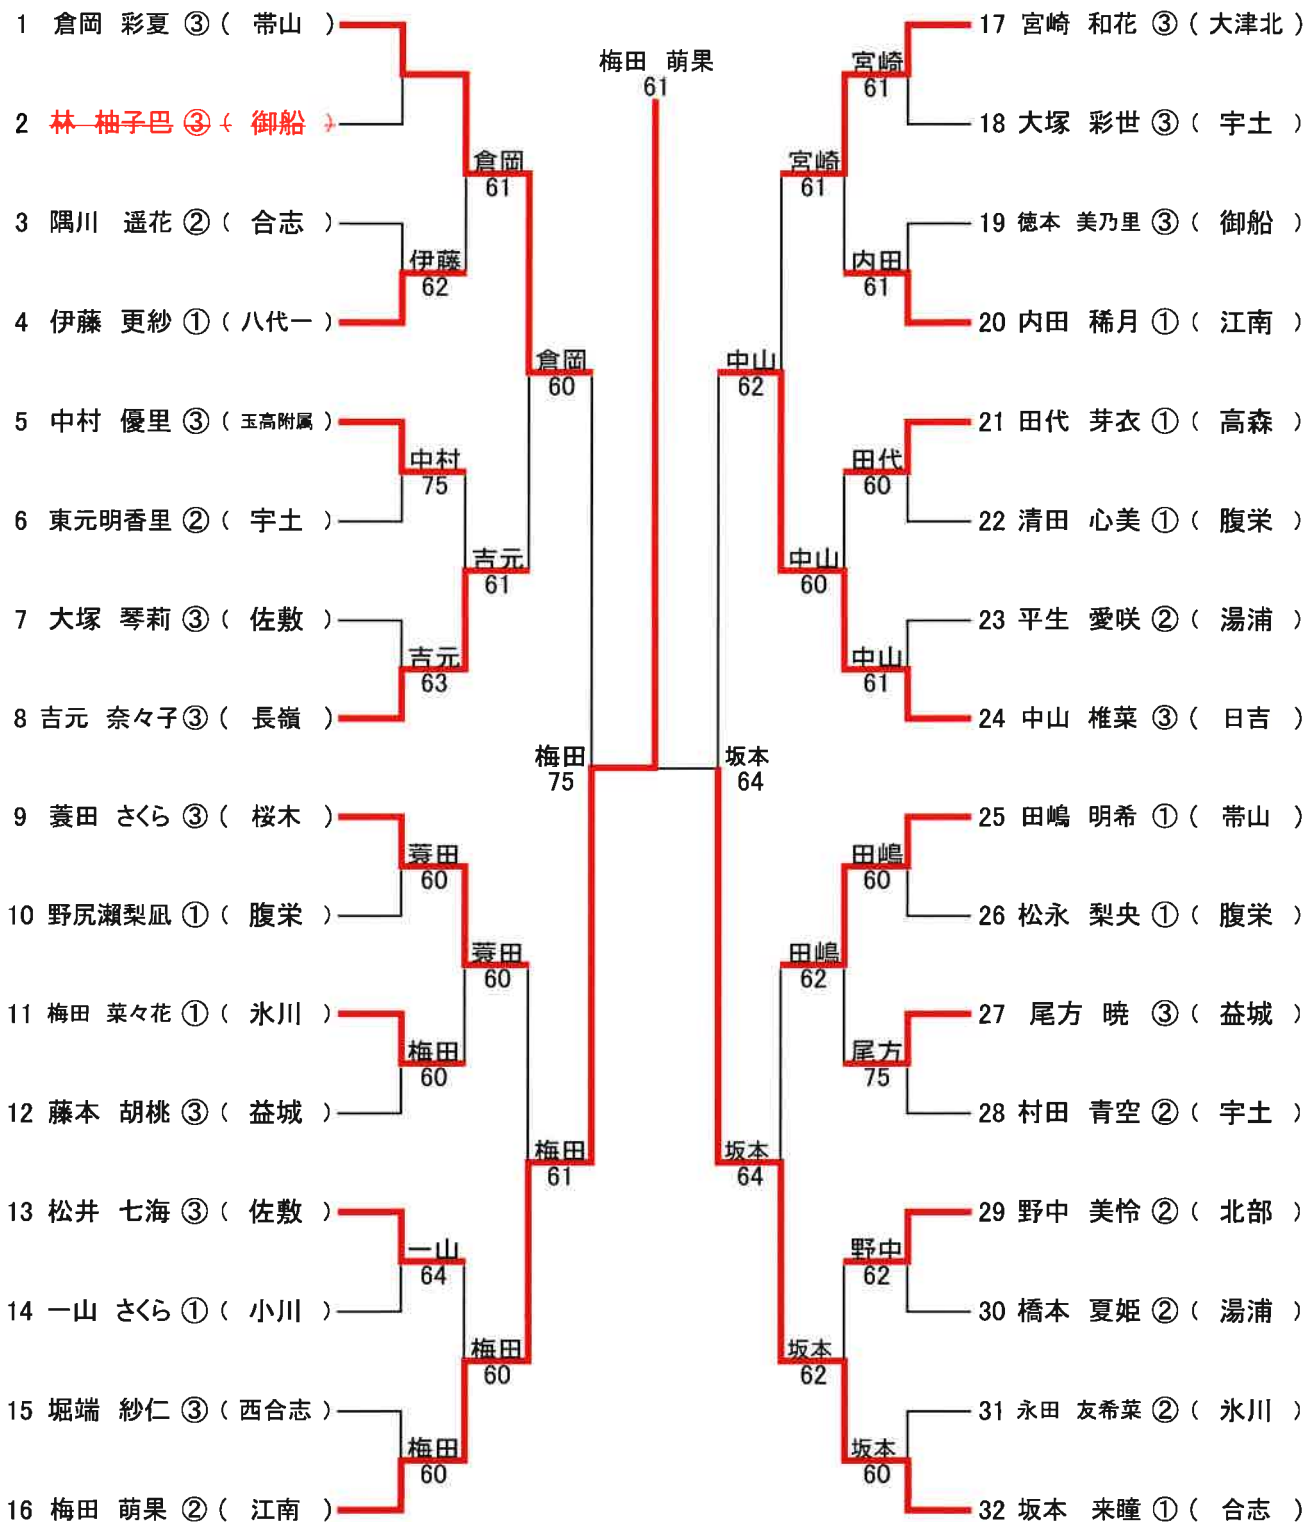 梅田 萌果
61
1 倉岡 彩夏 ③ ( 帯山 )
2 林 柚子巴 ③ ( 御船 )
3 隈川 遥花 ② ( 合志 )
4 伊藤 更紗 ① ( 八代一 )
5 中村 優里 ③ ( 玉高附属 )
6 東元明香里 ② ( 宇土 )
7 大塚 琴莉 ③ ( 佐敷 )
8 吉元 奈々子 ③ ( 長嶺 )
9 蓑田 さくら ③ ( 桜木 )
10 野尻瀬梨凪 ① ( 腹栄 )
11 梅田 菜々花 ① ( 氷川 )
12 藤本 胡桃 ③ ( 益城 )
13 松井 七海 ③ ( 佐敷 )
14 一山 さくら ① ( 小川 )
15 堀端 紗仁 ③ ( 西合志 )
16 梅田 萌果 ② ( 江南 )
倉岡
61
伊藤
62
倉岡
60
中村
75
吉元
61
吉元
63
梅田
75
蓑田
60
蓑田
60
梅田
60
梅田
61
一山
64
梅田
60
梅田
60
宮崎
61
宮崎
61
内田
61
中山
62
田代
60
中山
60
中山
61
坂本
64
田嶋
60
田嶋
62
尾方
75
坂本
64
野中
62
坂本
62
坂本
60
17 宮崎 和花 ③ ( 大津北 )
18 大塚 彩世 ③ ( 宇土 )
19 徳本 美乃里 ③ ( 御船 )
20 内田 稀月 ① ( 江南 )
21 田代 芽衣 ① ( 高森 )
22 清田 心美 ① ( 腹栄 )
23 平生 愛咲 ② ( 湯浦 )
24 中山 椎菜 ③ ( 日吉 )
25 田嶋 明希 ① ( 帯山 )
26 松永 梨央 ① ( 腹栄 )
27 尾方 暁 ③ ( 益城 )
28 村田 青空 ② ( 宇土 )
29 野中 美怜 ② ( 北部 )
30 橋本 夏姫 ② ( 湯浦 )
31 永田 友希菜 ② ( 氷川 )
32 坂本 来瞳 ① ( 合志 )